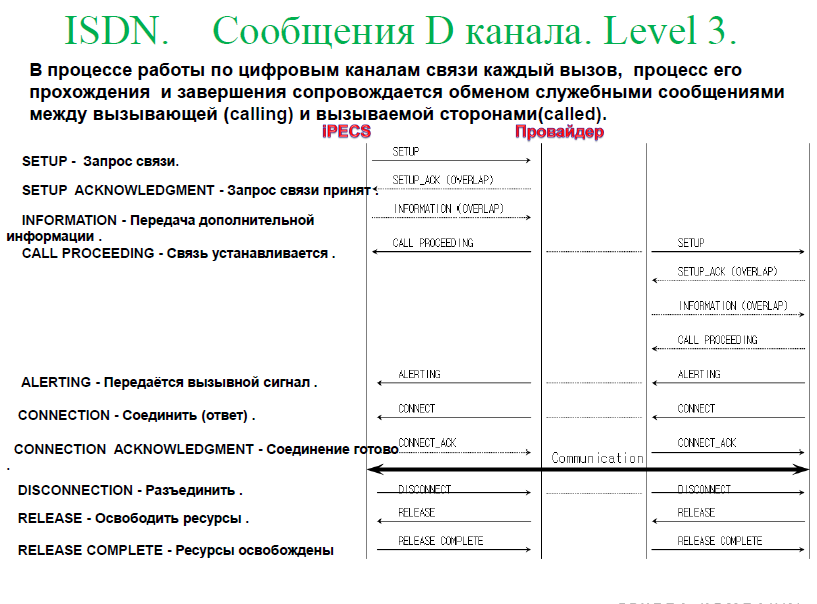 ISDN. Сообщения D канала. Level 3.
В процессе работы по цифровым каналам связи каждый вызов, процесс его
прохождения и завершения сопровождается обменом служебными сообщениями
между вызывающей (calling) и вызываемой сторонами(called).
iPECS Провайдер
SETUP
SETUP - Запрос связи.
SETUP_ACK (OVERLAP)
SETUP ACKNOWLEDGMENT - Запрос связи принят .
INFORMATION (OVERLAP)
INFORMATION - Передача дополнительной
информации .
CALL PROCEEDING SETUP
CALL PROCEEDING - Связь устанавливается .
SETUP_ACK (OVERLAP)
INFORMATION (OVERLAP)
CALL PROCEEDING
ALERTING ALERTING
ALERTING - Передаётся вызывной сигнал .
CONNECT CONNECT
CONNECTION - Соединить (ответ) .
CONNECT_ACK CONNECT_ACK
CONNECTION ACKNOWLEDGMENT - Соединение готово
.
Communication
DISCONNECTION - Разъединить .
DISCONNECT DISCONNECT
RELEASE RELEASE
RELEASE - Освободить ресурсы .
RELEASE COMPLETE RELEASE COMPLETE
RELEASE COMPLETE - Ресурсы освобождены